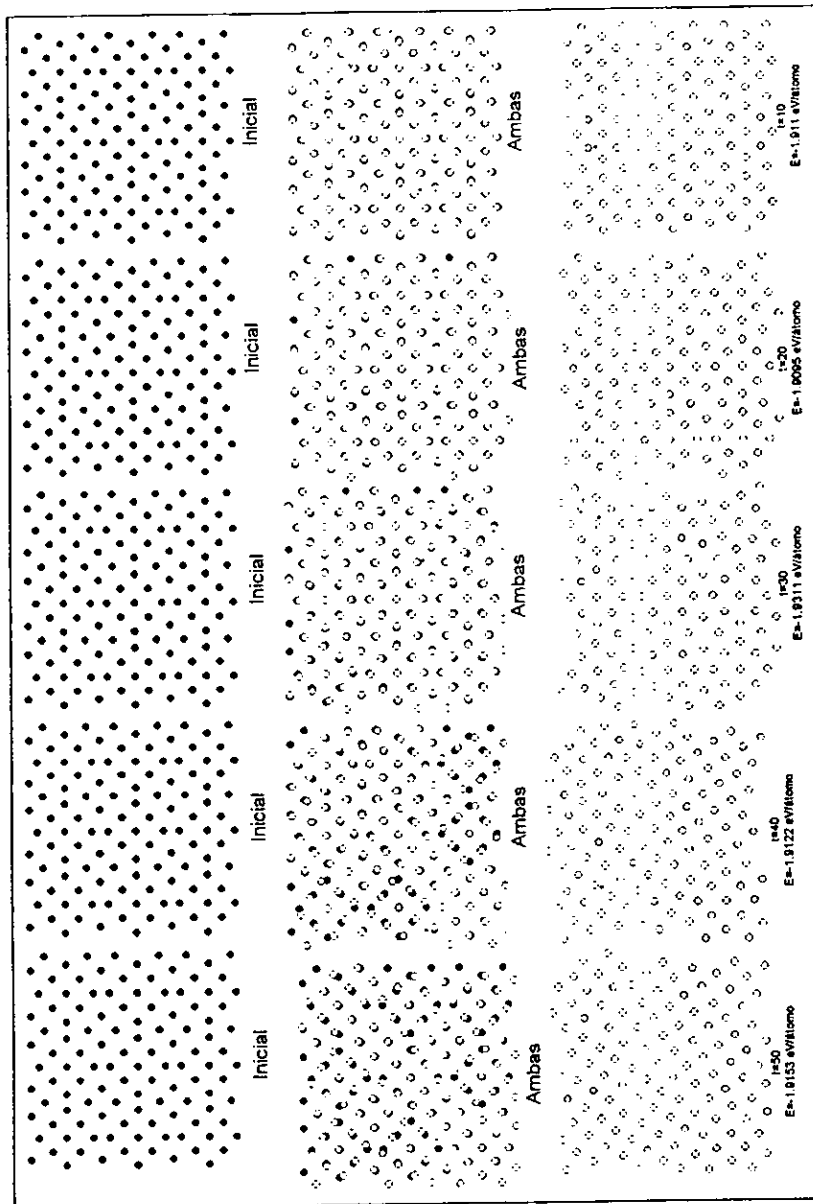 Inicial
Inicial
Inicial
Inicial
Inicial
Ambas
Ambas
Ambas
Ambas
Ambas
t=50
E=-1.9153 eV/átomo
t=40
E=-1.9122 eV/átomo
t=30
E=-1.9311 eV/átomo
t=20
E=-1.9095 eV/átomo
t=10
E=-1.911 eV/átomo